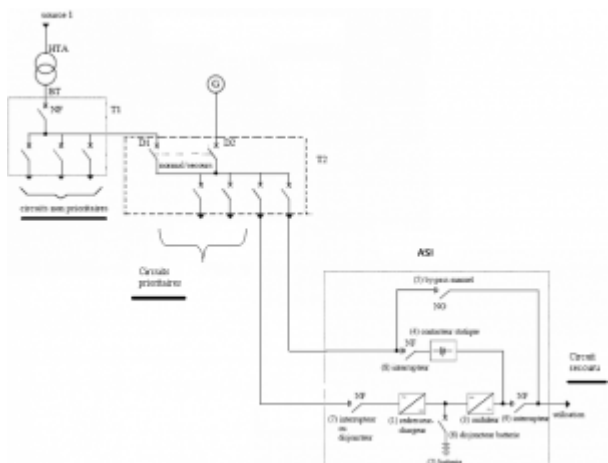 source 1
HTA
BT
NF
T1
G
D1
D2
normal/secours
T2
circuits non prioritaires
Circuits
prioritaires
ASI
(5) by-pass manuel
NO
(4) contacteur statique
NF
(8) interrupteur
Circuit
secouru
NF
NF
(7) interrupteur
ou
disjoncteur
(1) redresseur-
chargeur
(3) onduleur
(9) interrupteur
utilisation
(6) disjoncteur batterie
(2) batterie